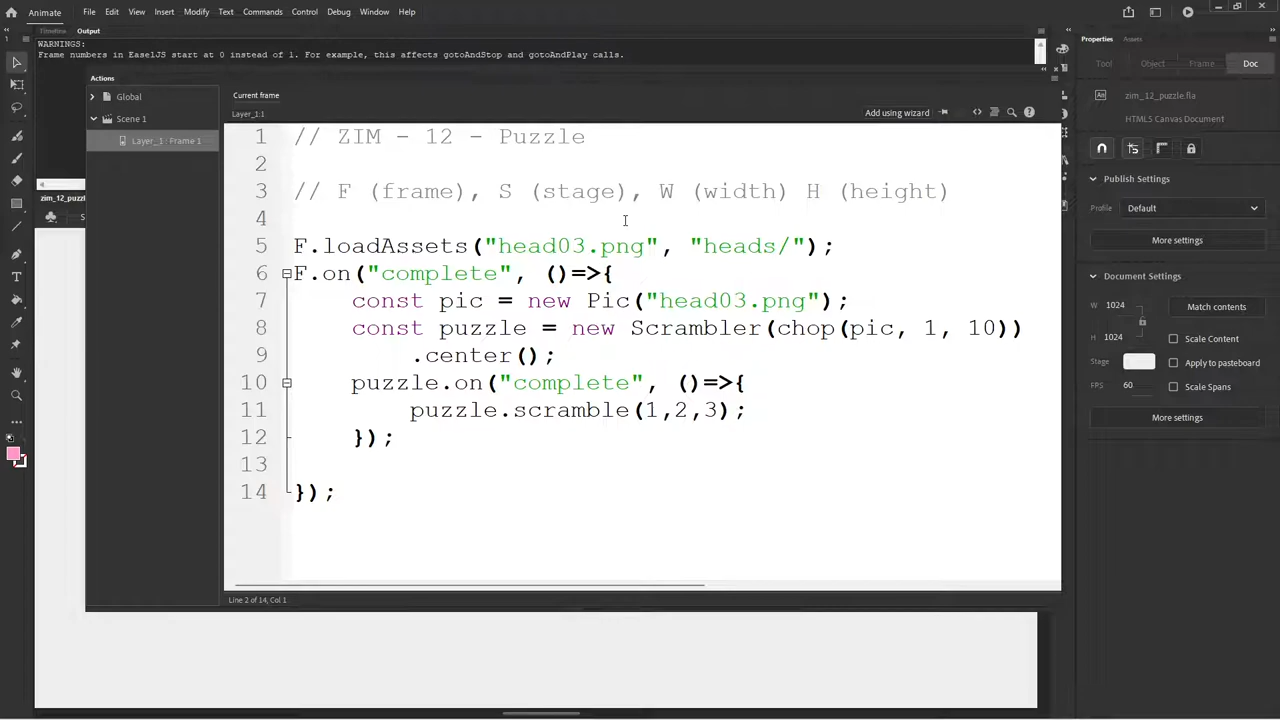 Animate File Edit View Insert Modify Text Commands Control Debug Window Help
Timeline Output
WARNINGS:
Frame numbers in EaselJS start at 0 instead of 1. For example, this affects gotoAndStop and gotoAndPlay calls.
Actions
Global
Scene 1
Layer_1 : Frame 1
Current frame
Layer_1:1
Add using wizard
1 // ZIM - 12 - Puzzle
2
3 // F (frame), S (stage), W (width) H (height)
4
5 F.loadAssets("head03.png", "heads/");
6 F.on("complete", ()=>{
7 const pic = new Pic("head03.png");
8 const puzzle = new Scrambler(chop(pic, 1, 10))
9 .center();
10 puzzle.on("complete", ()=>{
11 puzzle.scramble(1,2,3);
12 });
13
14 });
Line 2 of 14, Col 1
zim_12_puzzl
S
Properties Assets
Tool Object Frame Doc
An zim_12_puzzle.fla
HTML5 Canvas Document
Publish Settings
Profile Default
More settings
Document Settings
W 1024
H 1024
Match contents
Scale Content
Stage
Apply to pasteboard
FPS 60
Scale Spans
More settings